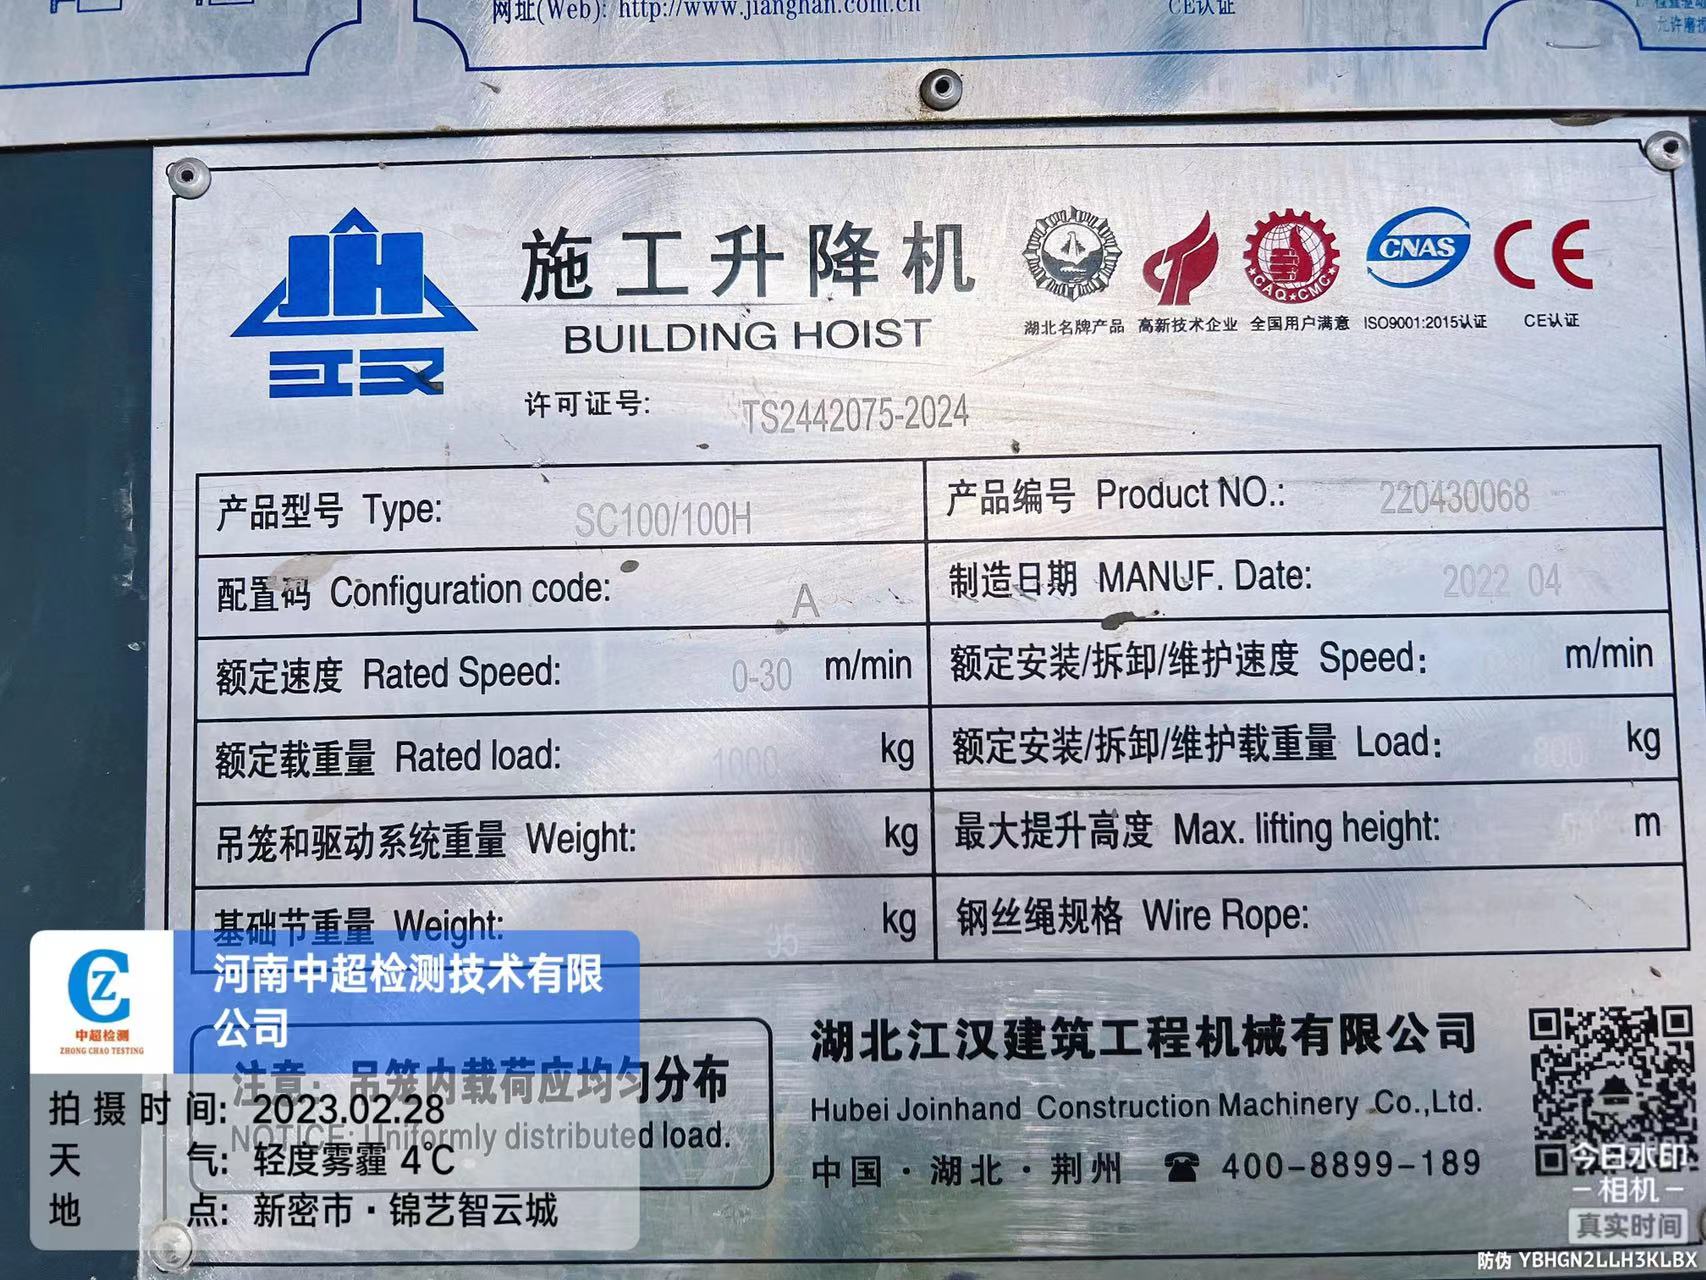 网址(Web): http://www.jianghan.com.cn
CE认证
JH
江汉
施工升降机
BUILDING HOIST
许可证号: TS2442075-2024
CAQ★CMC
CNAS
CE
湖北名牌产品 高新技术企业 全国用户满意 ISO9001:2015认证 CE认证
产品型号 Type: SC100/100H
产品编号 Product NO.: 220430068
配置码 Configuration code: A
制造日期 MANUF. Date: 2022 04
额定速度 Rated Speed: 0-30 m/min
额定安装/拆卸/维护速度 Speed: m/min
额定载重量 Rated load: 1000 kg
额定安装/拆卸/维护载重量 Load: 800 kg
吊笼和驱动系统重量 Weight: kg
最大提升高度 Max. lifting height: m
基础节重量 Weight: 95 kg
钢丝绳规格 Wire Rope:
注意: 吊笼内载荷应均匀分布
NOTICE: Uniformly distributed load.
湖北江汉建筑工程机械有限公司
Hubei Joinhand Construction Machinery Co.,Ltd.
中国·湖北·荆州 ☎ 400-8899-189
中超检测
ZHONG CHAO TESTING
河南中超检测技术有限
公司
拍摄时间: 2023.02.28
天气: 轻度雾霾 4℃
地点: 新密市·锦艺智云城
今日水印
相机
真实时间
防伪 YBHGN2LLH3KLBX